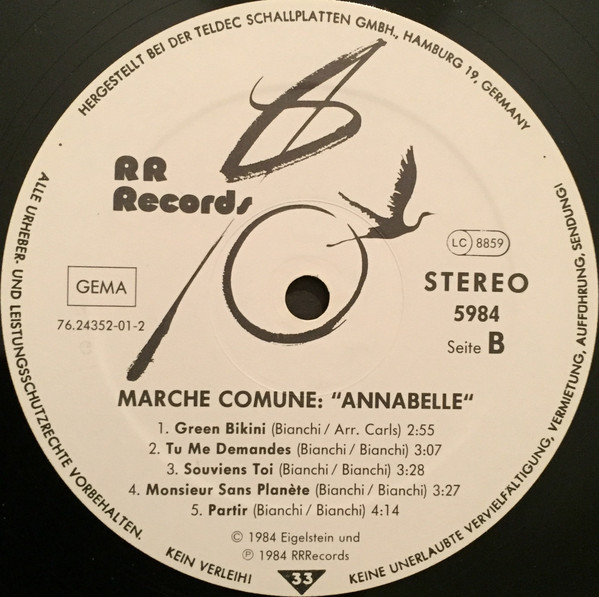 HERGESTELLT BEI DER TELDEC SCHALLPLATTEN GMBH., HAMBURG 19, GERMANY
RR
Records
LC 8859
GEMA
76.24352-01-2
STEREO
5984
Seite B
MARCHE COMUNE: “ANNABELLE“
1. Green Bikini (Bianchi / Arr. Carls) 2:55
2. Tu Me Demandes (Bianchi / Bianchi) 3:07
3. Souviens Toi (Bianchi / Bianchi) 3:28
4. Monsieur Sans Planète (Bianchi / Bianchi) 3:27
5. Partir (Bianchi / Bianchi) 4:14
© 1984 Eigelstein und
℗ 1984 RRRecords
33
ALLE URHEBER- UND LEISTUNGSSCHUTZRECHTE VORBEHALTEN.
KEIN VERLEIH!
KEINE UNERLAUBTE VERVIELFÄLTIGUNG, VERMIETUNG, AUFFÜHRUNG, SENDUNG!